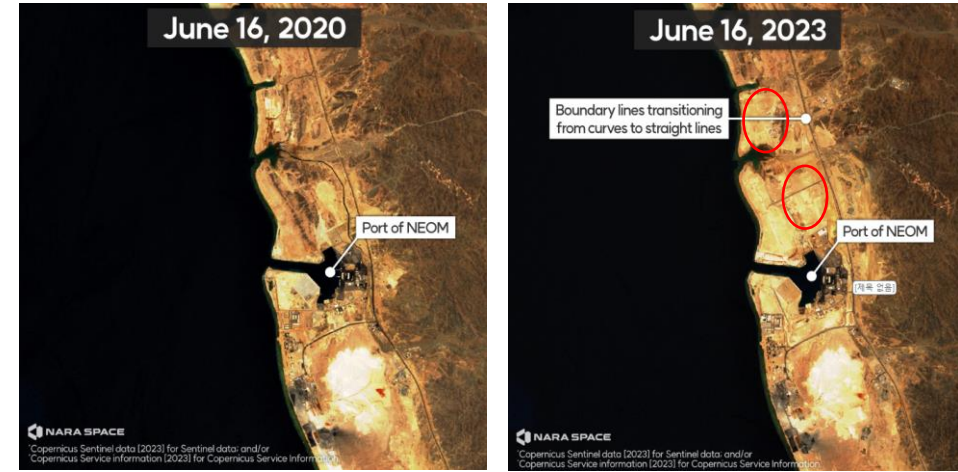 June 16, 2020
Port of NEOM
NARA SPACE
*Copernicus Sentinel data [2023] for Sentinel data; and/or
*Copernicus Service information [2023] for Copernicus Service Information.
June 16, 2023
Boundary lines transitioning
from curves to straight lines
Port of NEOM
[제목 없음]
NARA SPACE
*Copernicus Sentinel data [2023] for Sentinel data; and/or
*Copernicus Service information [2023] for Copernicus Service Information.